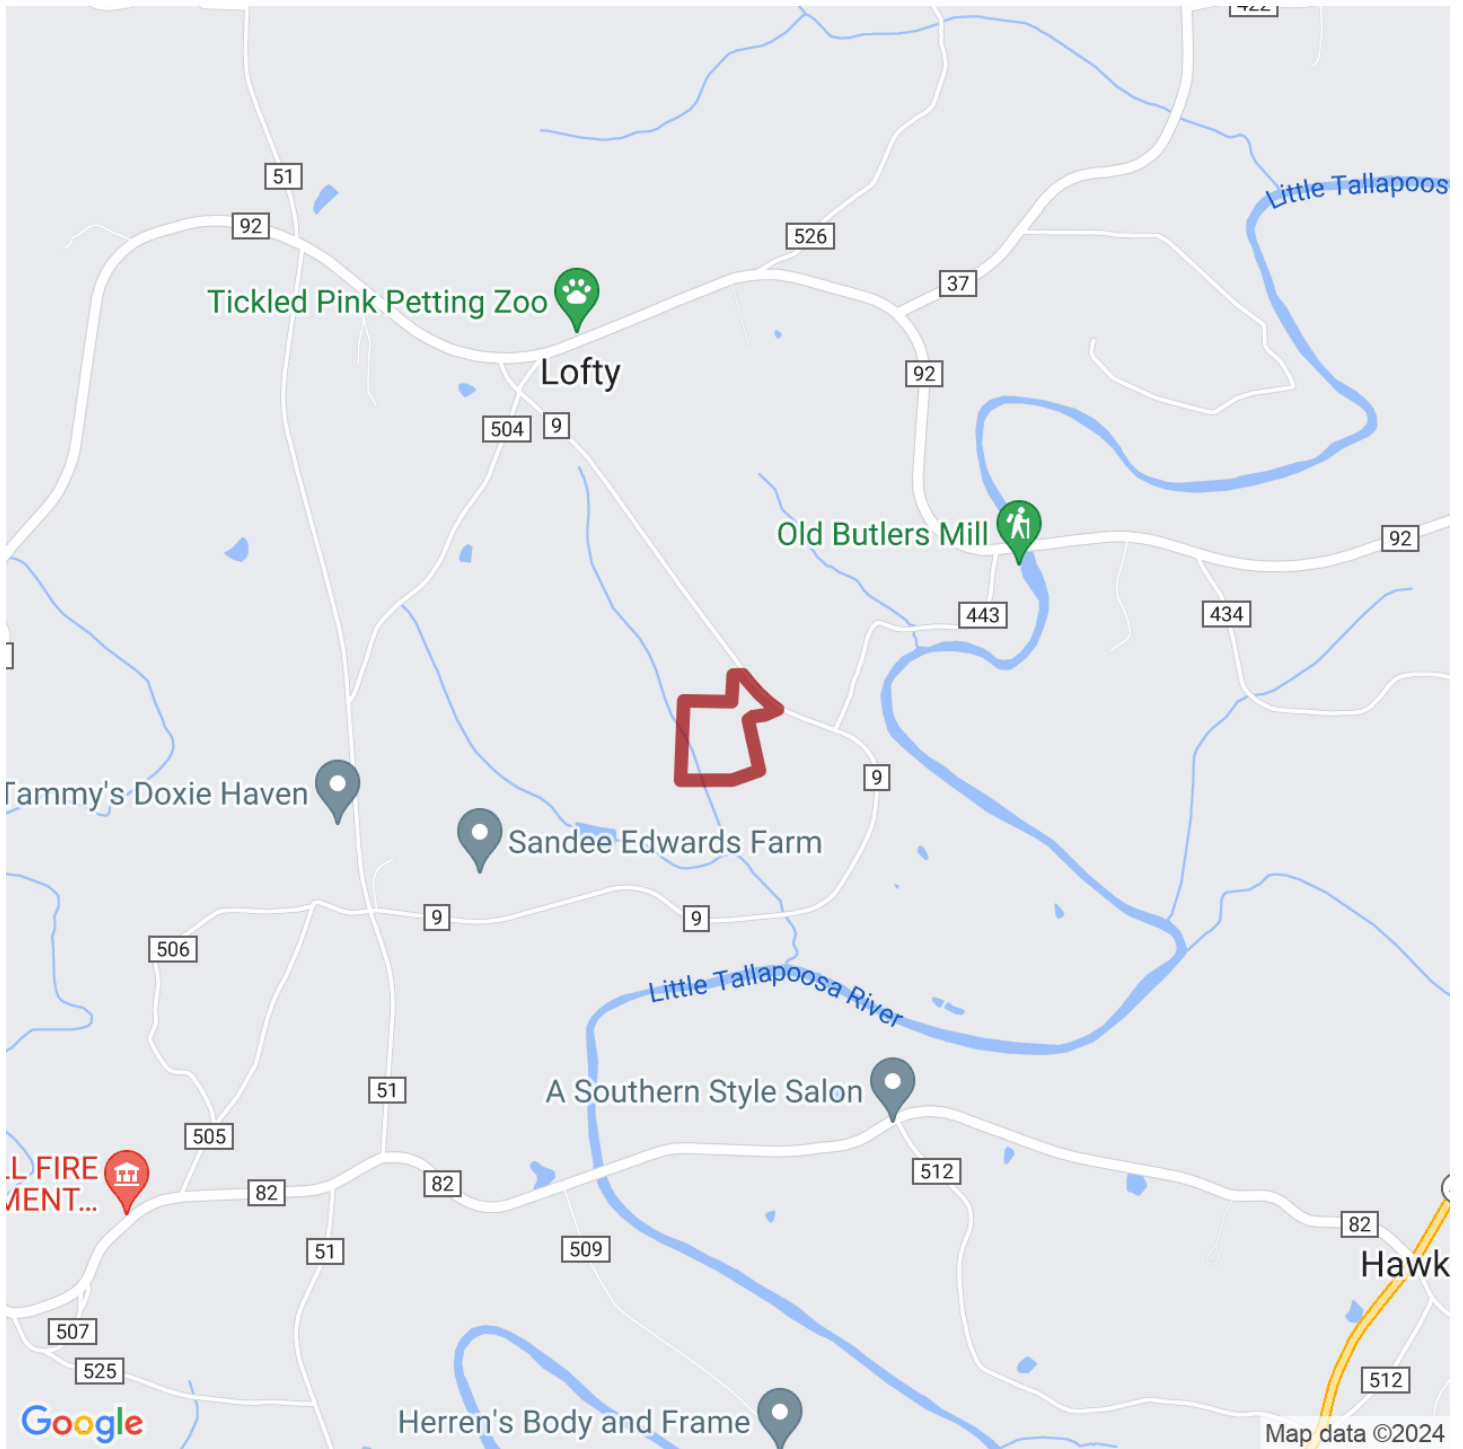 51
Little Tallapoos
92
526
37
Tickled Pink Petting Zoo
Lofty
92
504
9
Old Butlers Mill
92
443
434
9
Tammy's Doxie Haven
Sandee Edwards Farm
9
9
506
Little Tallapoosa River
A Southern Style Salon
51
505
LL FIRE
MENT...
512
82
82
82
51
509
Hawk
507
525
512
Herren's Body and Frame
Google
Map data ©2024